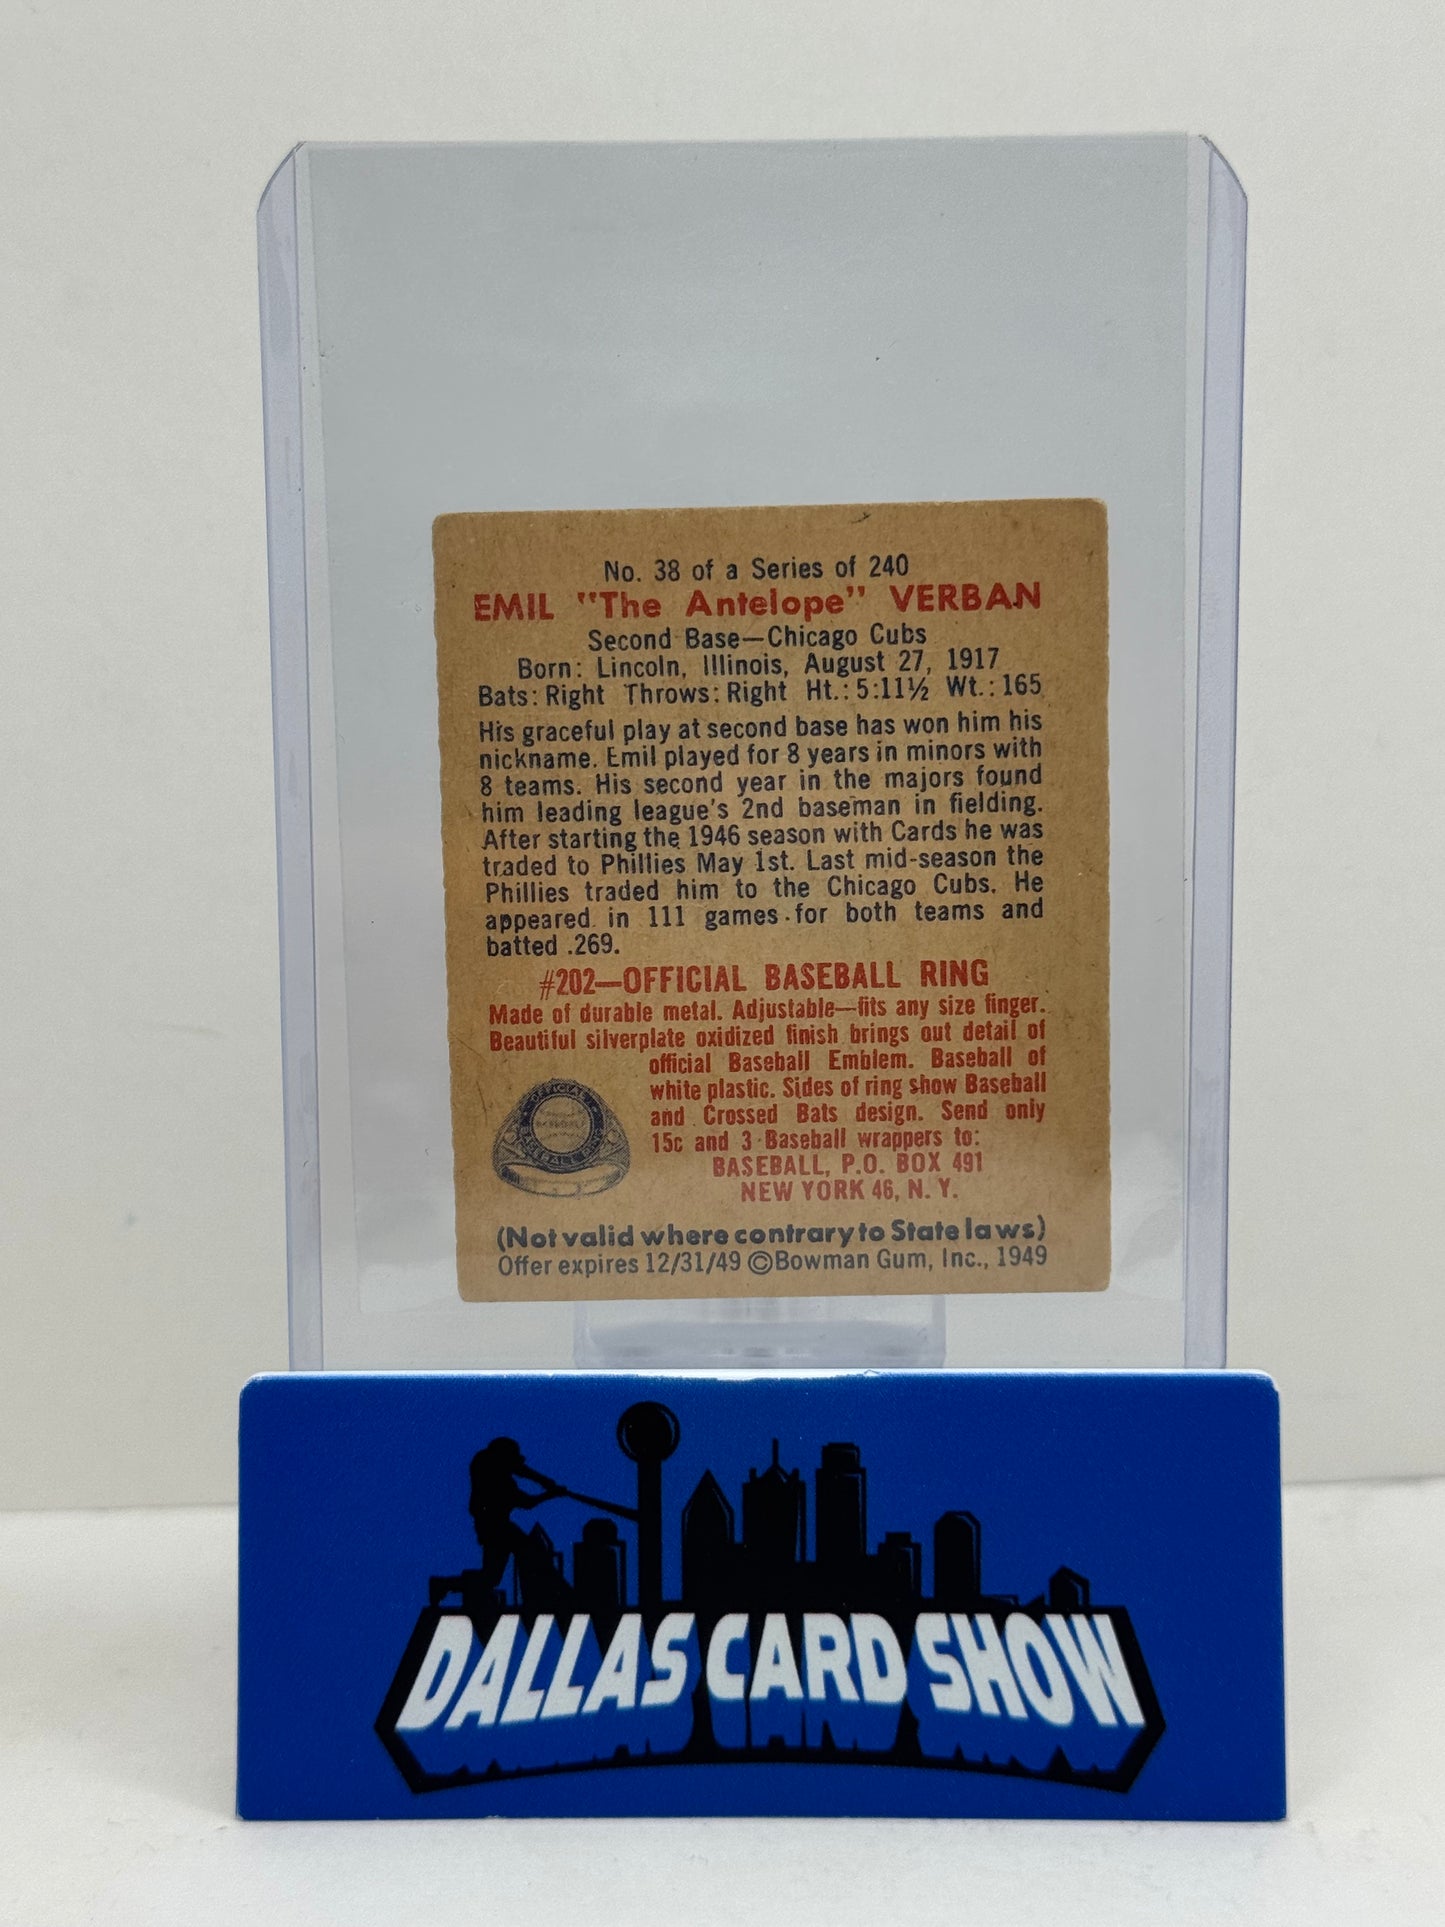 No. 38 of a Series of 240
EMIL "The Antelope" VERBAN
Second Base—Chicago Cubs
Born: Lincoln, Illinois, August 27, 1917
Bats: Right Throws: Right Ht.: 5:11½ Wt.: 165
His graceful play at second base has won him his
nickname. Emil played for 8 years in minors with
8 teams. His second year in the majors found
him leading league's 2nd baseman in fielding.
After starting the 1946 season with Cards he was
traded to Phillies May 1st. Last mid-season the
Phillies traded him to the Chicago Cubs. He
appeared in 111 games for both teams and
batted .269.
#202—OFFICIAL BASEBALL RING
Made of durable metal. Adjustable—fits any size finger.
Beautiful silverplate oxidized finish brings out detail of
official Baseball Emblem. Baseball of
white plastic. Sides of ring show Baseball
and Crossed Bats design. Send only
15c and 3 Baseball wrappers to:
BASEBALL, P.O. BOX 491
NEW YORK 46, N. Y.
OFFICIAL
BASEBALL RING
(Not valid where contrary to State laws)
Offer expires 12/31/49 ©Bowman Gum, Inc., 1949
DALLAS CARD SHOW